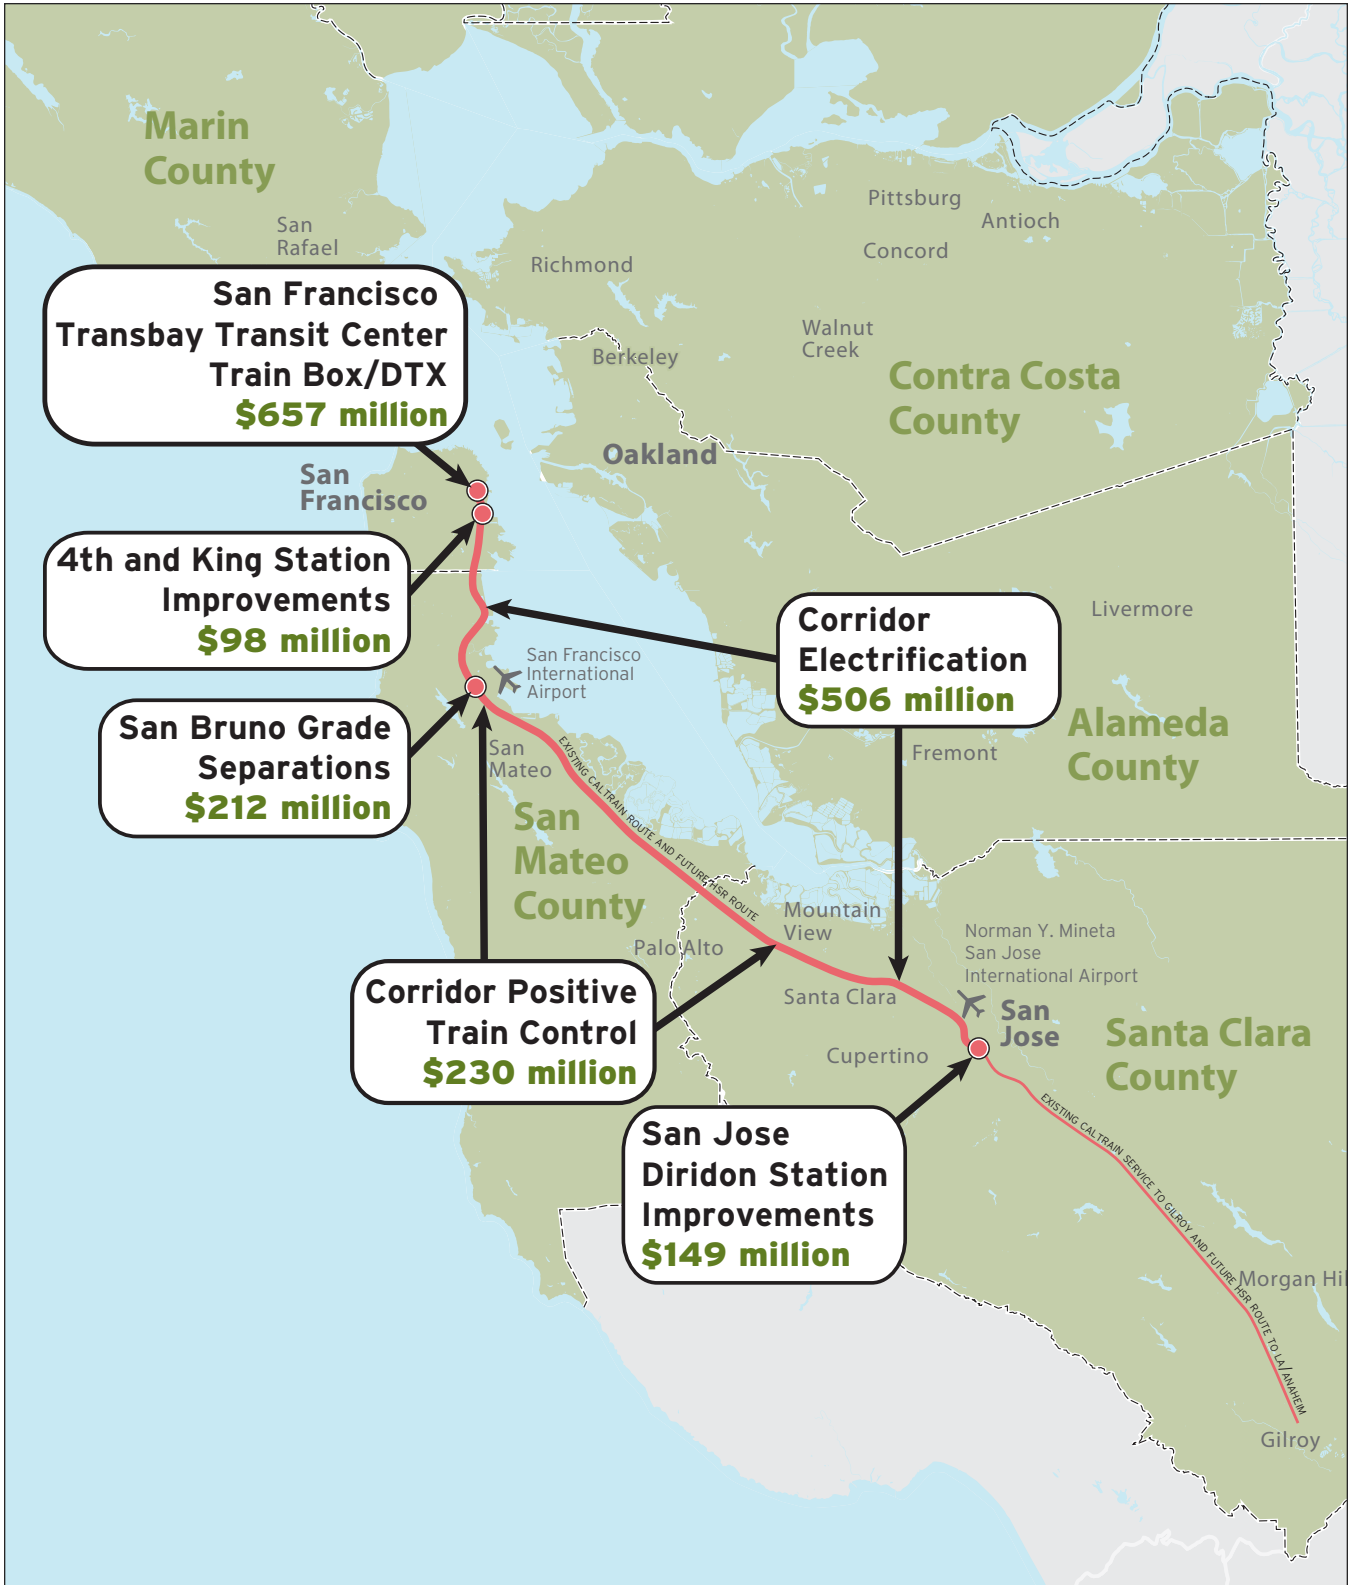 Marin
County
San
Rafael
Pittsburg
Antioch
Concord
Richmond
Walnut
Creek
Berkeley
Contra Costa
County
San Francisco
Transbay Transit Center
Train Box/DTX
$657 million
Oakland
San
Francisco
4th and King Station
Improvements
$98 million
Corridor
Electrification
$506 million
Livermore
San Francisco
International
Airport
San Bruno Grade
Separations
$212 million
San
Mateo
Fremont
Alameda
County
EXISTING CALTRAIN ROUTE AND FUTURE HSR ROUTE
San
Mateo
County
Mountain
View
Palo Alto
Norman Y. Mineta
San Jose
International Airport
Corridor Positive
Train Control
$230 million
Santa Clara
San
Jose
Cupertino
Santa Clara
County
San Jose
Diridon Station
Improvements
$149 million
EXISTING CALTRAIN SERVICE TO GILROY AND FUTURE HSR ROUTE TO LA/ANAHEIM
Morgan Hil
Gilroy